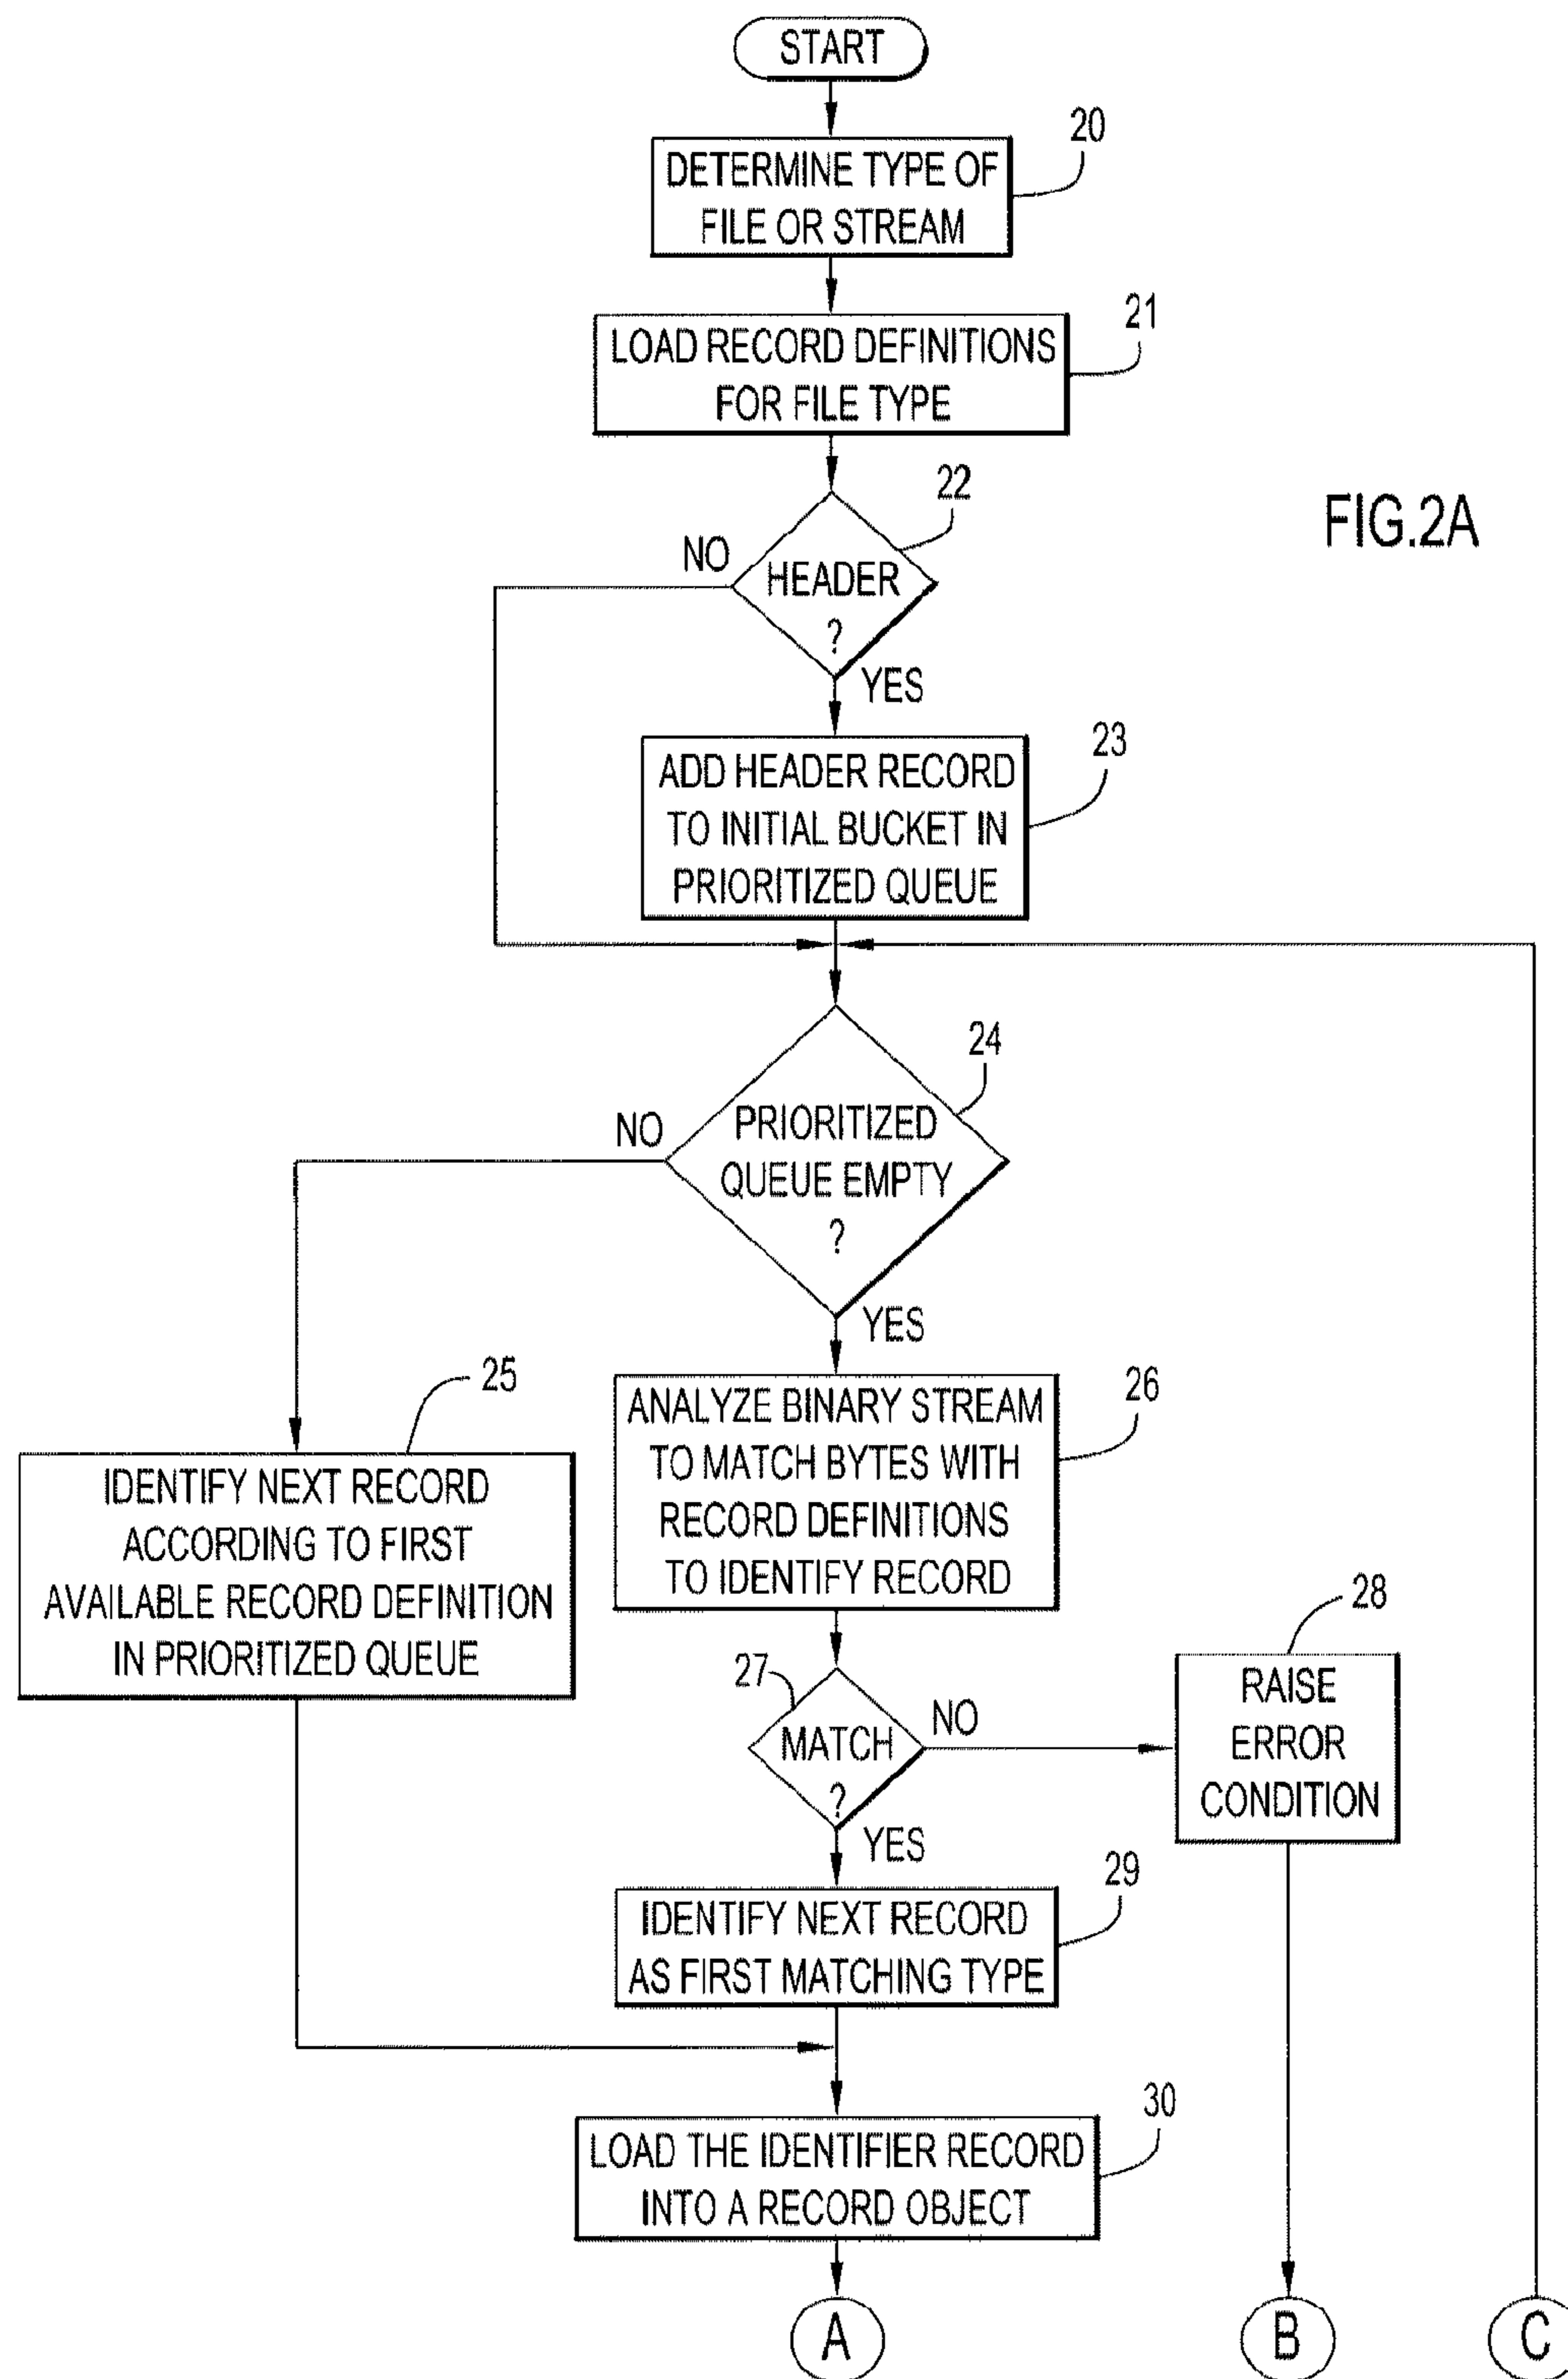 START
20
DETERMINE TYPE OF
FILE OR STREAM
21
LOAD RECORD DEFINITIONS
FOR FILE TYPE
22
FIG.2A
NO
HEADER
?
YES
23
ADD HEADER RECORD
TO INITIAL BUCKET IN
PRIORITIZED QUEUE
24
NO
PRIORITIZED
QUEUE EMPTY
?
YES
25
IDENTIFY NEXT RECORD
ACCORDING TO FIRST
AVAILABLE RECORD DEFINITION
IN PRIORITIZED QUEUE
26
ANALYZE BINARY STREAM
TO MATCH BYTES WITH
RECORD DEFINITIONS
TO IDENTIFY RECORD
27
MATCH
?
NO
28
RAISE
ERROR
CONDITION
YES
29
IDENTIFY NEXT RECORD
AS FIRST MATCHING TYPE
30
LOAD THE IDENTIFIER RECORD
INTO A RECORD OBJECT
A
B
C